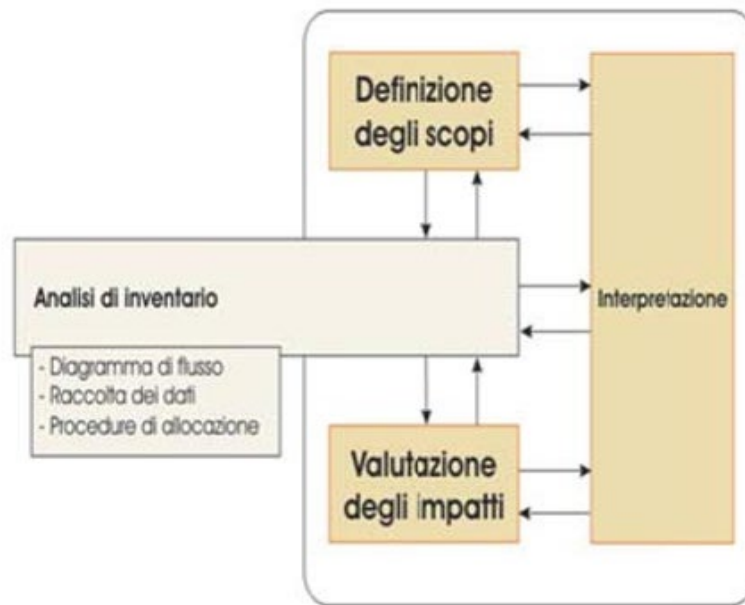 Definizione
degli scopi
Analisi di inventario
Interpretazione
- Diagramma di flusso
- Raccolta dei dati
- Procedure di allocazione
Valutazione
degli impatti